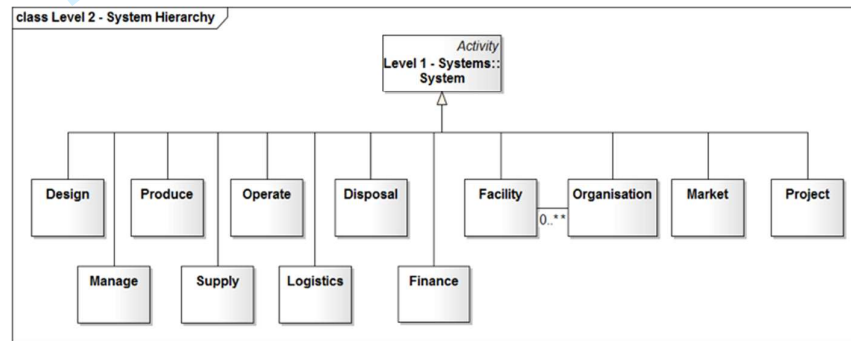 class Level 2 - System Hierarchy
Activity
Level 1 - Systems::
System
Design
Produce
Operate
Disposal
Facility
Organisation
Market
Project
0..*
*
Manage
Supply
Logistics
Finance